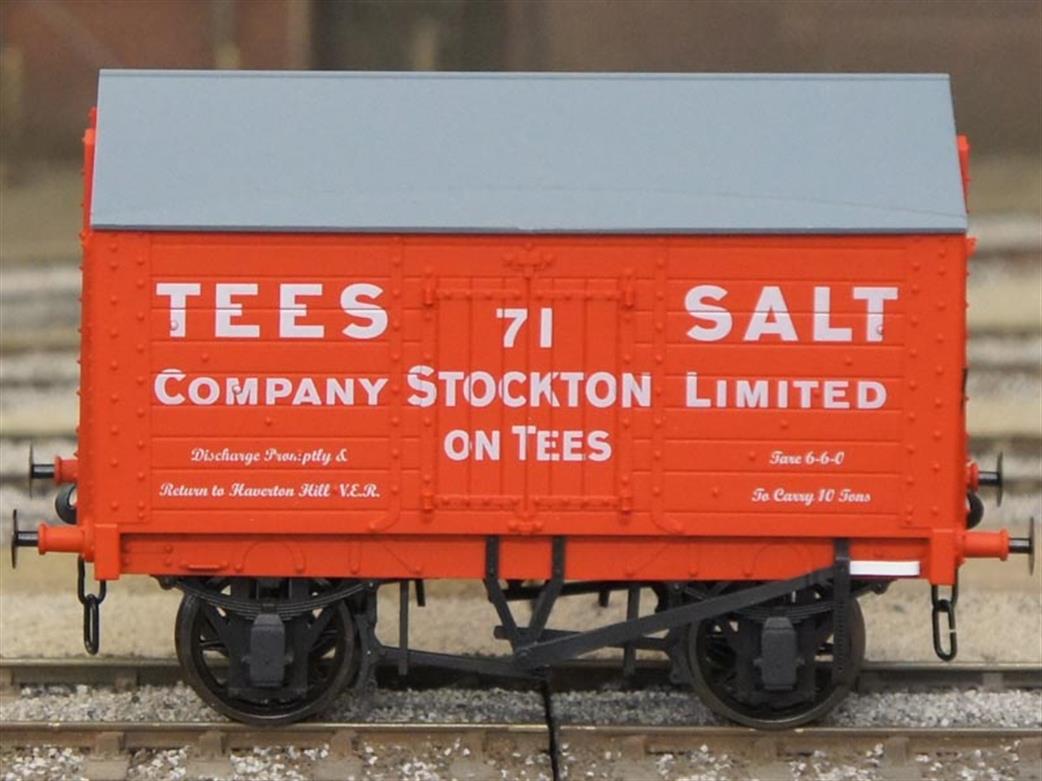 TEES 71 SALT
COMPANY STOCKTON LIMITED
ON TEES
Discharge Promptly & Tare 6-6-0
Return to Haverton Hill V.E.R. To Carry 10 Tons